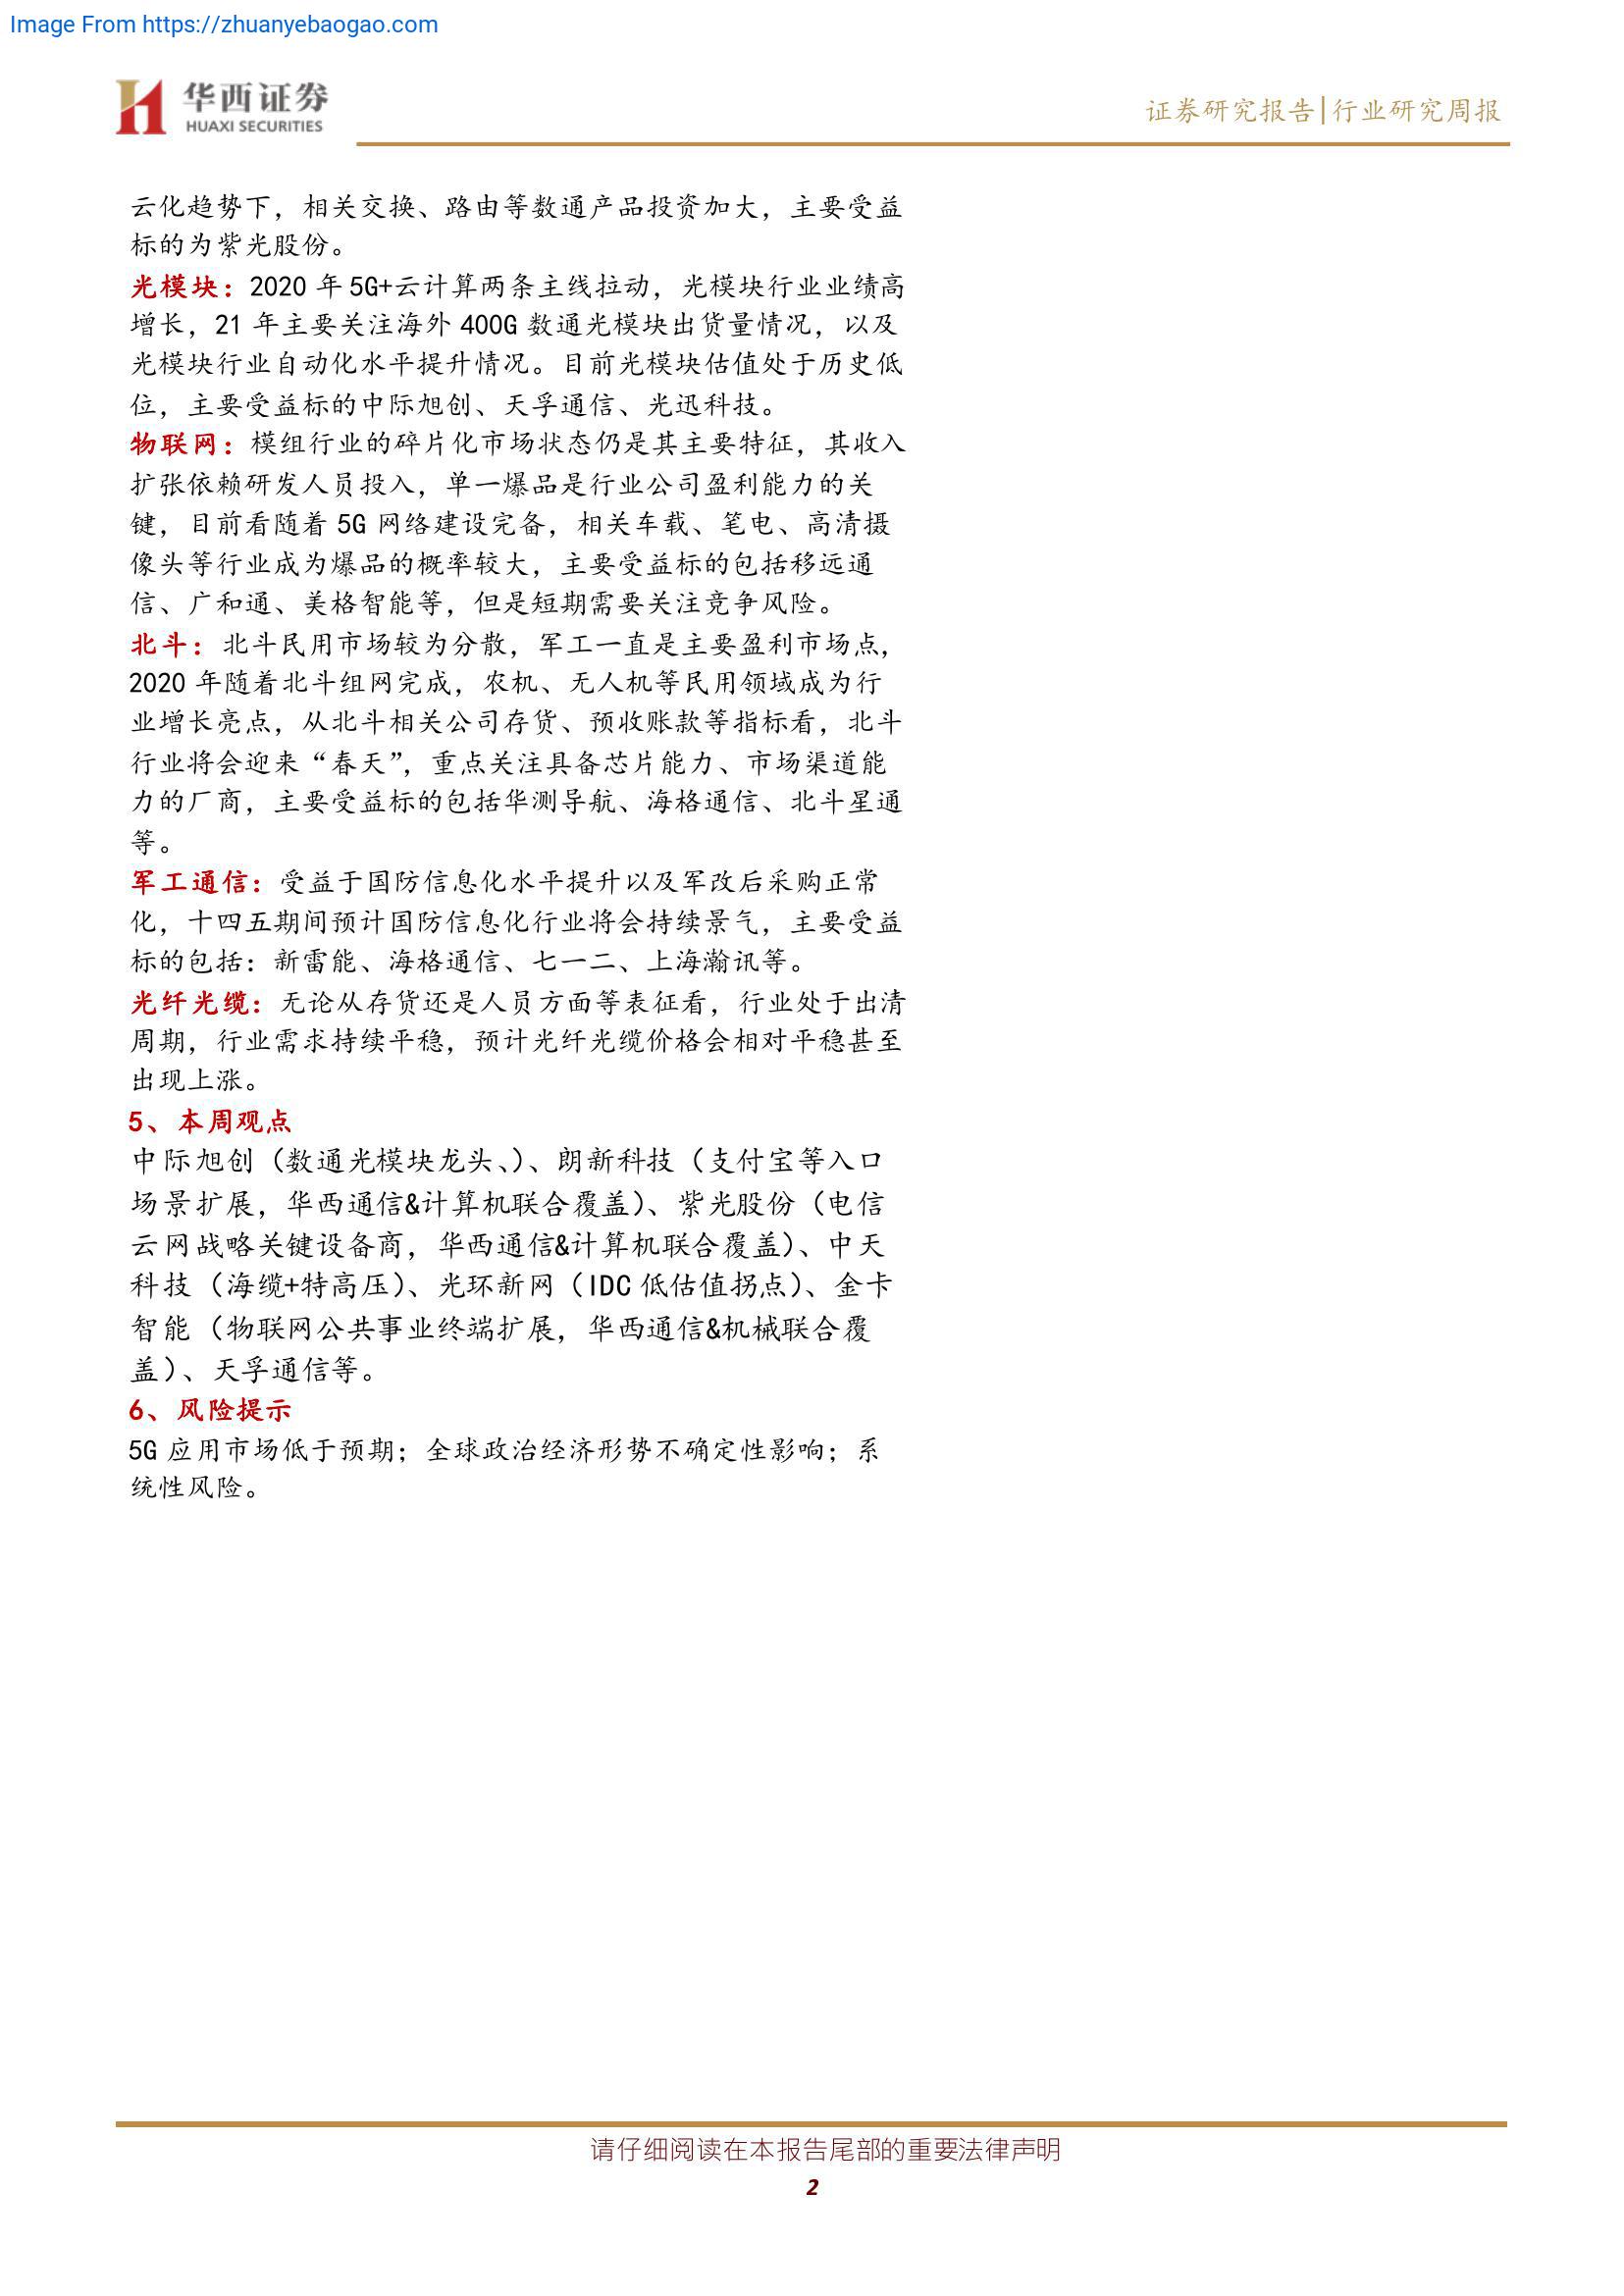 Image From https://zhuanyebaogao.com
华西证券
HUAXI SECURITIES
证券研究报告|行业研究周报
云化趋势下，相关交换、路由等数通产品投资加大，主要受益
标的为紫光股份。
光模块：2020 年 5G+云计算两条主线拉动，光模块行业业绩高
增长，21 年主要关注海外 400G 数通光模块出货量情况，以及
光模块行业自动化水平提升情况。目前光模块估值处于历史低
位，主要受益标的中际旭创、天孚通信、光迅科技。
物联网：模组行业的碎片化市场状态仍是其主要特征，其收入
扩张依赖研发人员投入，单一爆品是行业公司盈利能力的关
键，目前看随着 5G 网络建设完备，相关车载、笔电、高清摄
像头等行业成为爆品的概率较大，主要受益标的包括移远通
信、广和通、美格智能等，但是短期需要关注竞争风险。
北斗：北斗民用市场较为分散，军工一直是主要盈利市场点，
2020 年随着北斗组网完成，农机、无人机等民用领域成为行
业增长亮点，从北斗相关公司存货、预收账款等指标看，北斗
行业将会迎来“春天”，重点关注具备芯片能力、市场渠道能
力的厂商，主要受益标的包括华测导航、海格通信、北斗星通
等。
军工通信：受益于国防信息化水平提升以及军改后采购正常
化，十四五期间预计国防信息化行业将会持续景气，主要受益
标的包括：新雷能、海格通信、七一二、上海瀚讯等。
光纤光缆：无论从存货还是人员方面等表征看，行业处于出清
周期，行业需求持续平稳，预计光纤光缆价格会相对平稳甚至
出现上涨。
5、本周观点
中际旭创（数通光模块龙头、）、朗新科技（支付宝等入口
场景扩展，华西通信&计算机联合覆盖）、紫光股份（电信
云网战略关键设备商，华西通信&计算机联合覆盖）、中天
科技（海缆+特高压）、光环新网（IDC 低估值拐点）、金卡
智能（物联网公共事业终端扩展，华西通信&机械联合覆
盖）、天孚通信等。
6、风险提示
5G 应用市场低于预期；全球政治经济形势不确定性影响；系
统性风险。
请仔细阅读在本报告尾部的重要法律声明
2